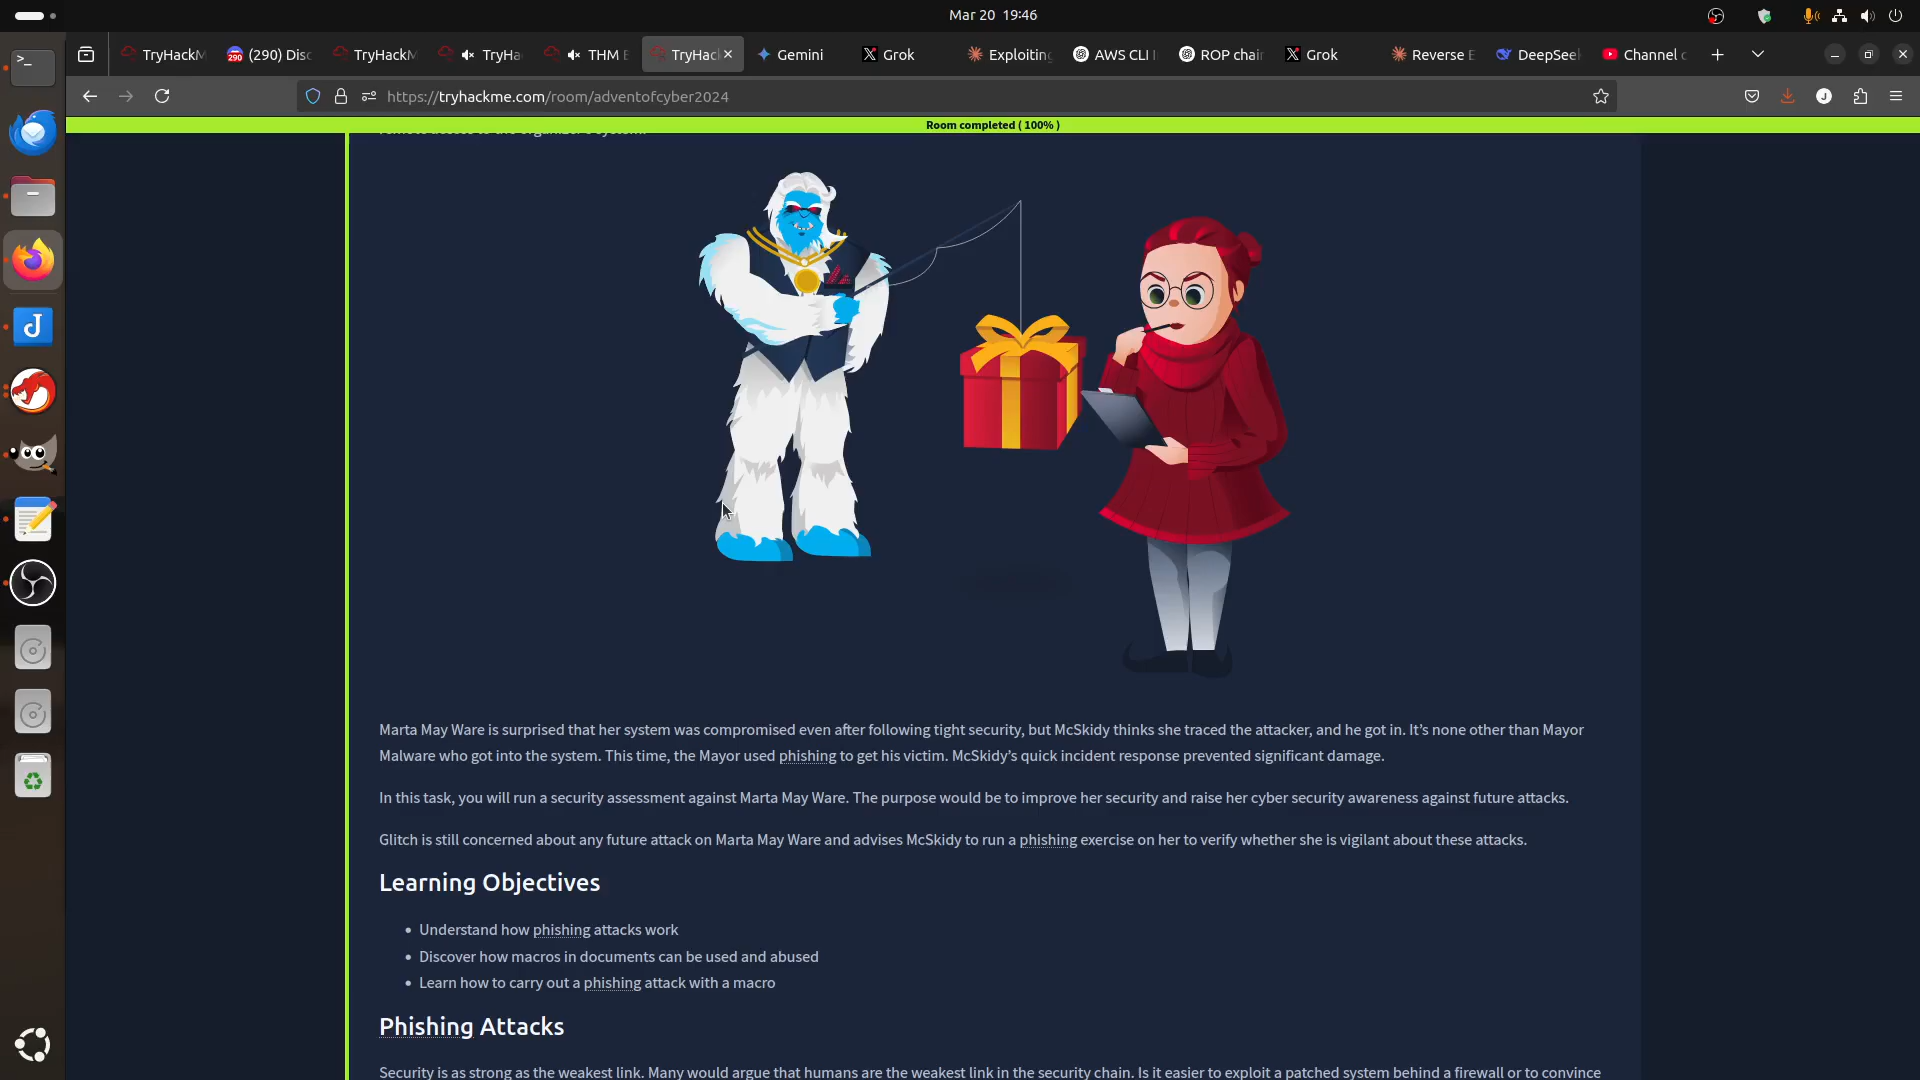 Mar 20 19:46
TryHackM
(290) Disc
TryHackM
TryHa
THM E
TryHac
Gemini
Grok
Exploiting
AWS CLI I
ROP chain
Grok
Reverse E
DeepSeek
Channel c
https://tryhackme.com/room/adventofcyber2024
Room completed ( 100% )
Marta May Ware is surprised that her system was compromised even after following tight security, but McSkidy thinks she traced the attacker, and he got in. It’s none other than Mayor
Malware who got into the system. This time, the Mayor used phishing to get his victim. McSkidy’s quick incident response prevented significant damage.
In this task, you will run a security assessment against Marta May Ware. The purpose would be to improve her security and raise her cyber security awareness against future attacks.
Glitch is still concerned about any future attack on Marta May Ware and advises McSkidy to run a phishing exercise on her to verify whether she is vigilant about these attacks.
Learning Objectives
• Understand how phishing attacks work
• Discover how macros in documents can be used and abused
• Learn how to carry out a phishing attack with a macro
Phishing Attacks
Security is as strong as the weakest link. Many would argue that humans are the weakest link in the security chain. Is it easier to exploit a patched system behind a firewall or to convince